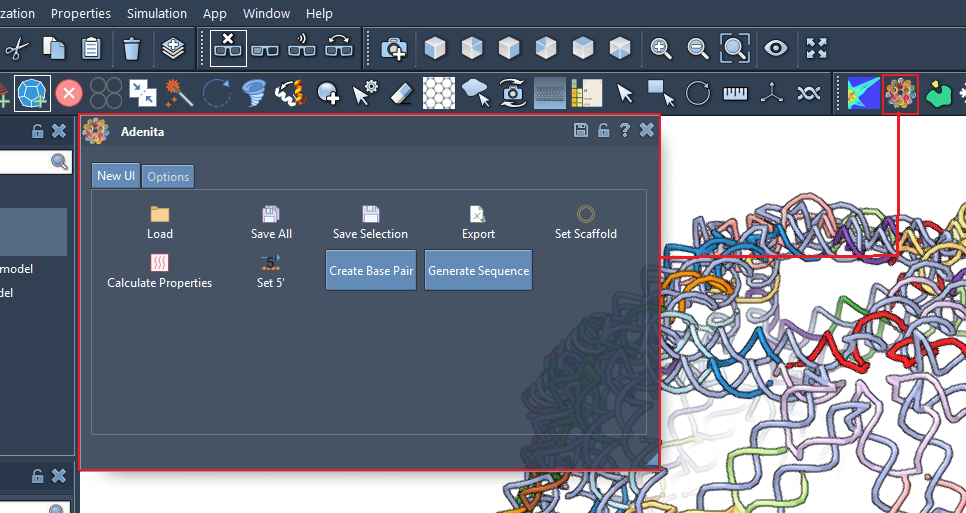 zation Properties Simulation App Window Help
Adenita
New UI Options
Load Save All Save Selection Export Set Scaffold
model
Calculate Properties Set 5' Create Base Pair Generate Sequence
del